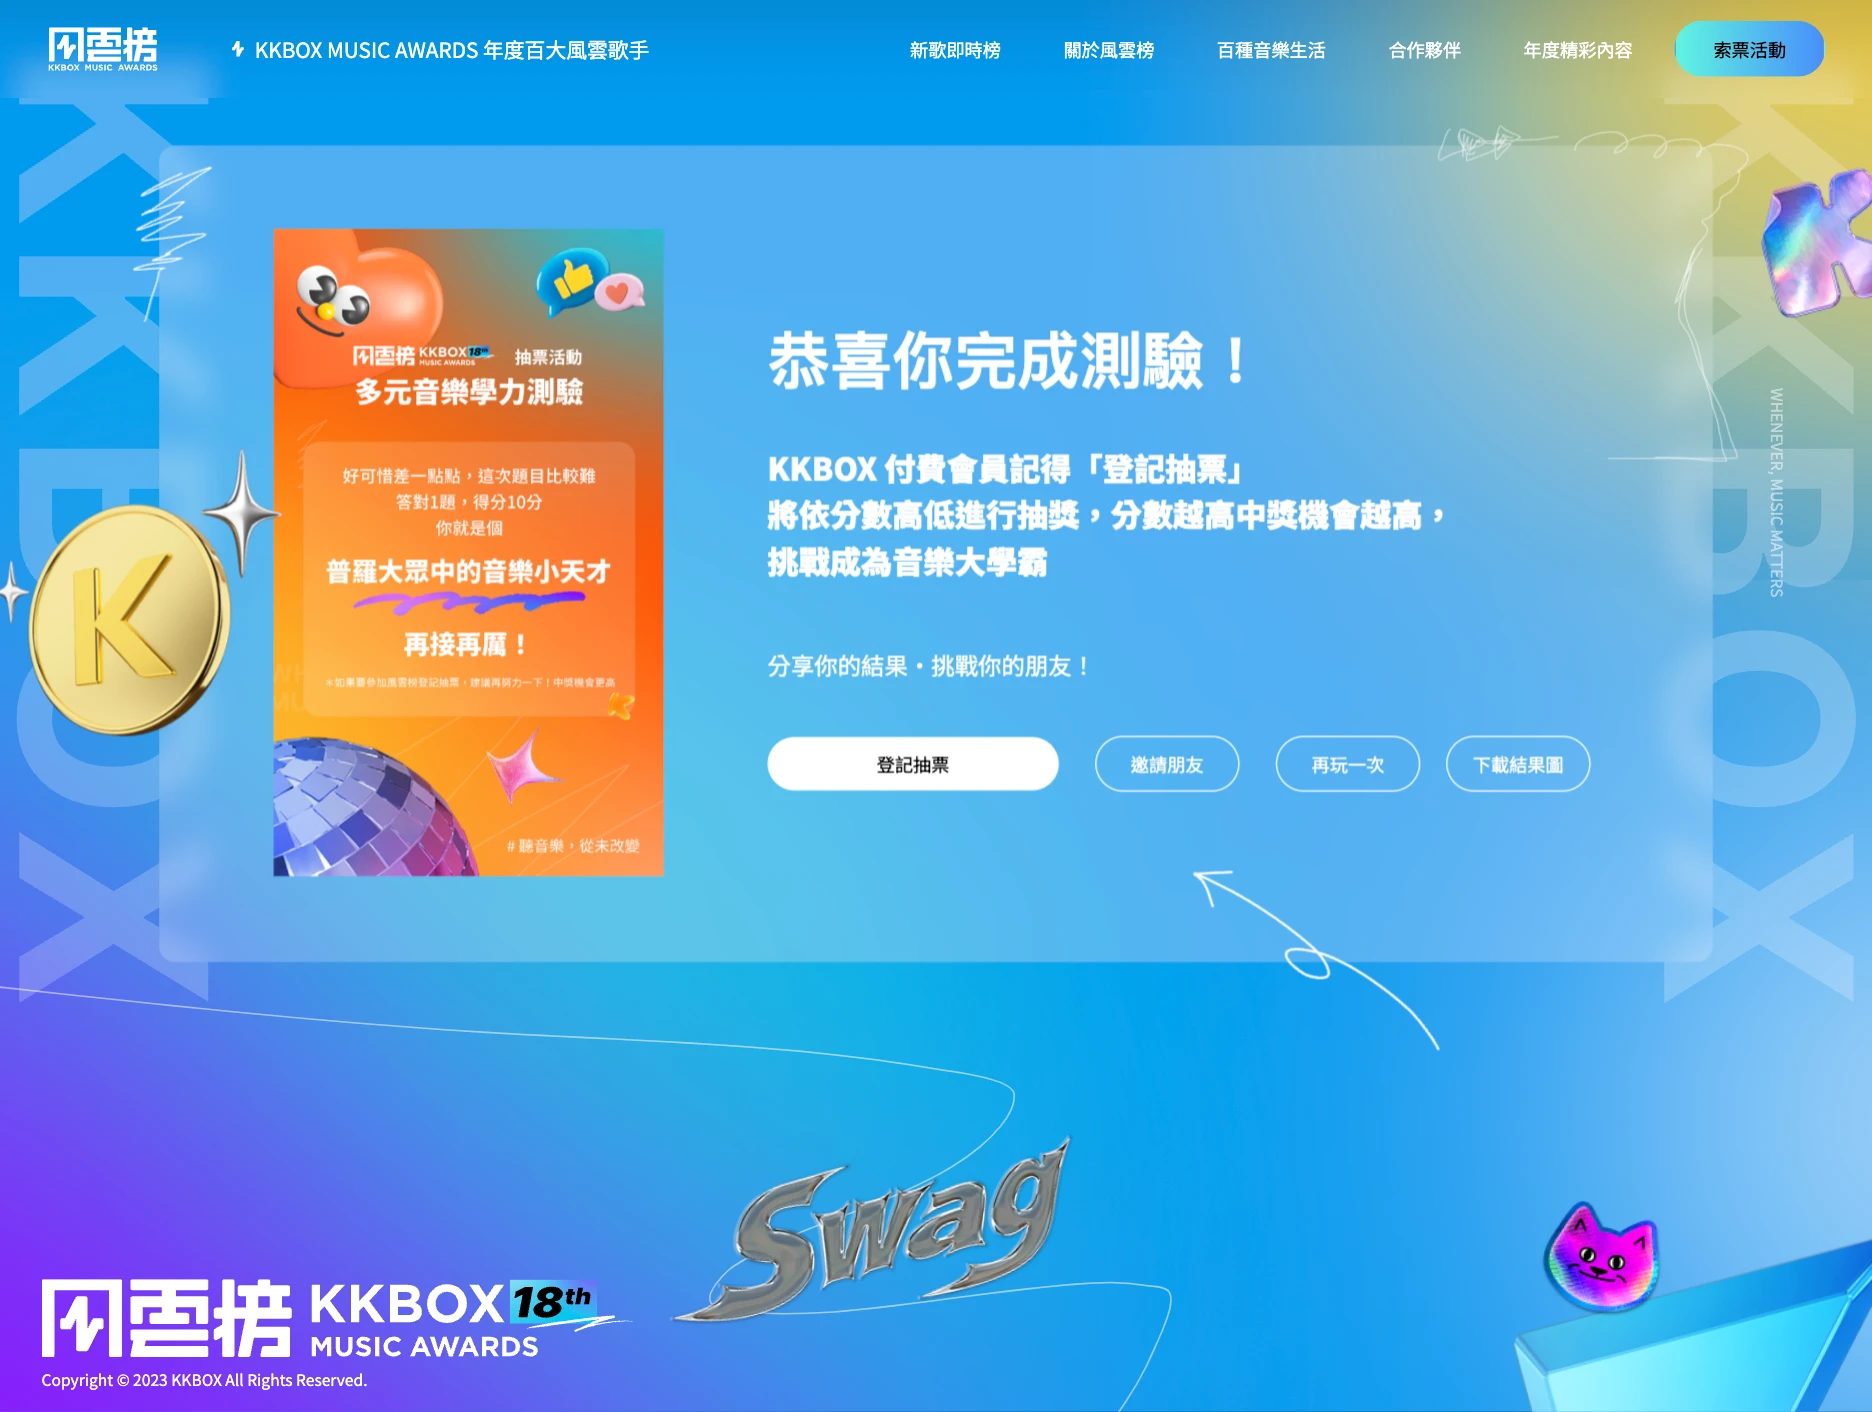 風雲榜
KKBOX MUSIC AWARDS
KKBOX MUSIC AWARDS 年度百大風雲歌手
新歌即時榜
關於風雲榜
百種音樂生活
合作夥伴
年度精彩內容
索票活動
KKBOX
KKBOX
WHENEVER, MUSIC MATTERS
K
K
風雲榜 KKBOX 18th
MUSIC AWARDS
抽票活動
多元音樂學力測驗
好可惜差一點點，這次題目比較難
答對1題，得分10分
你就是個
普羅大眾中的音樂小天才
再接再厲！
*如果要參加風雲榜登記抽票，建議再努力一下！中獎機會更高
# 聽音樂，從未改變
恭喜你完成測驗！
KKBOX 付費會員記得「登記抽票」
將依分數高低進行抽獎，分數越高中獎機會越高，
挑戰成為音樂大學霸
分享你的結果・挑戰你的朋友！
登記抽票
邀請朋友
再玩一次
下載結果圖
Swag
風雲榜 KKBOX 18th
MUSIC AWARDS
Copyright © 2023 KKBOX All Rights Reserved.